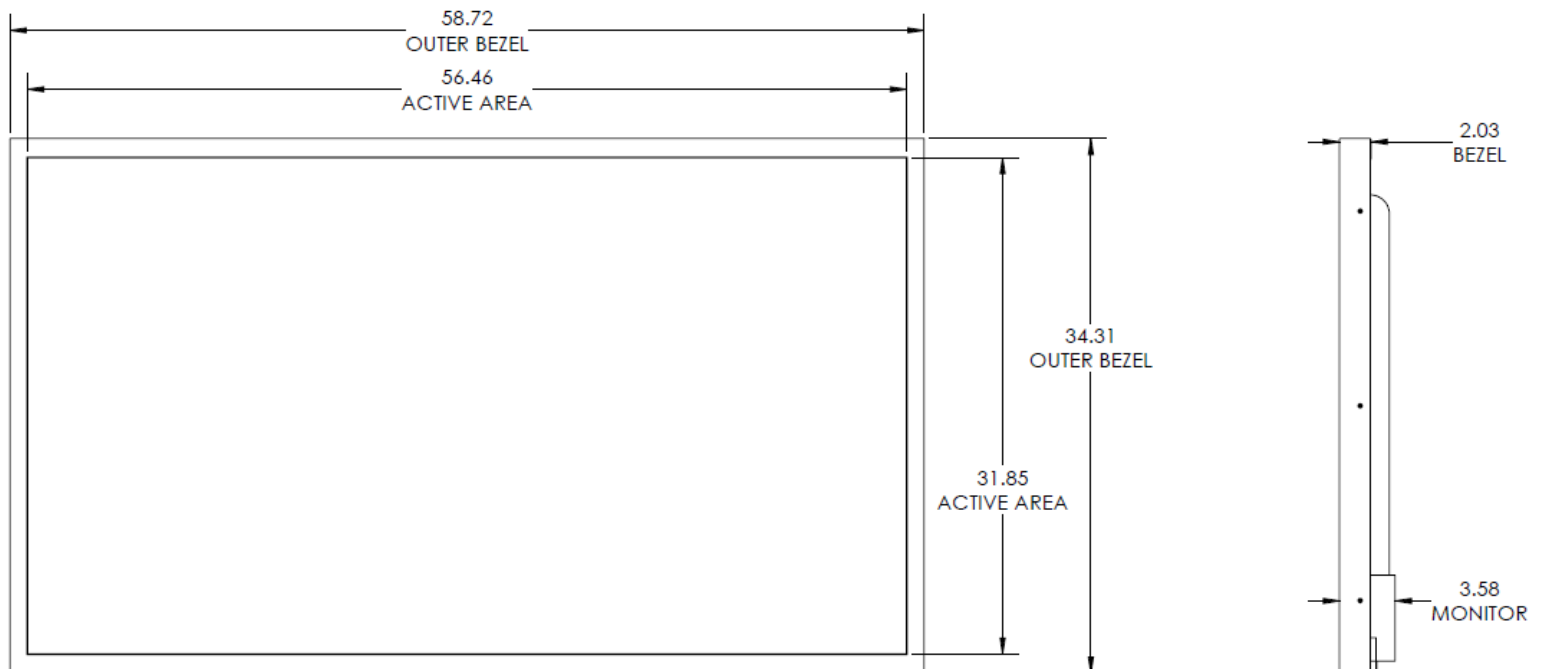 58.72
OUTER BEZEL
56.46
ACTIVE AREA
2.03
BEZEL
34.31
OUTER BEZEL
31.85
ACTIVE AREA
3.58
MONITOR